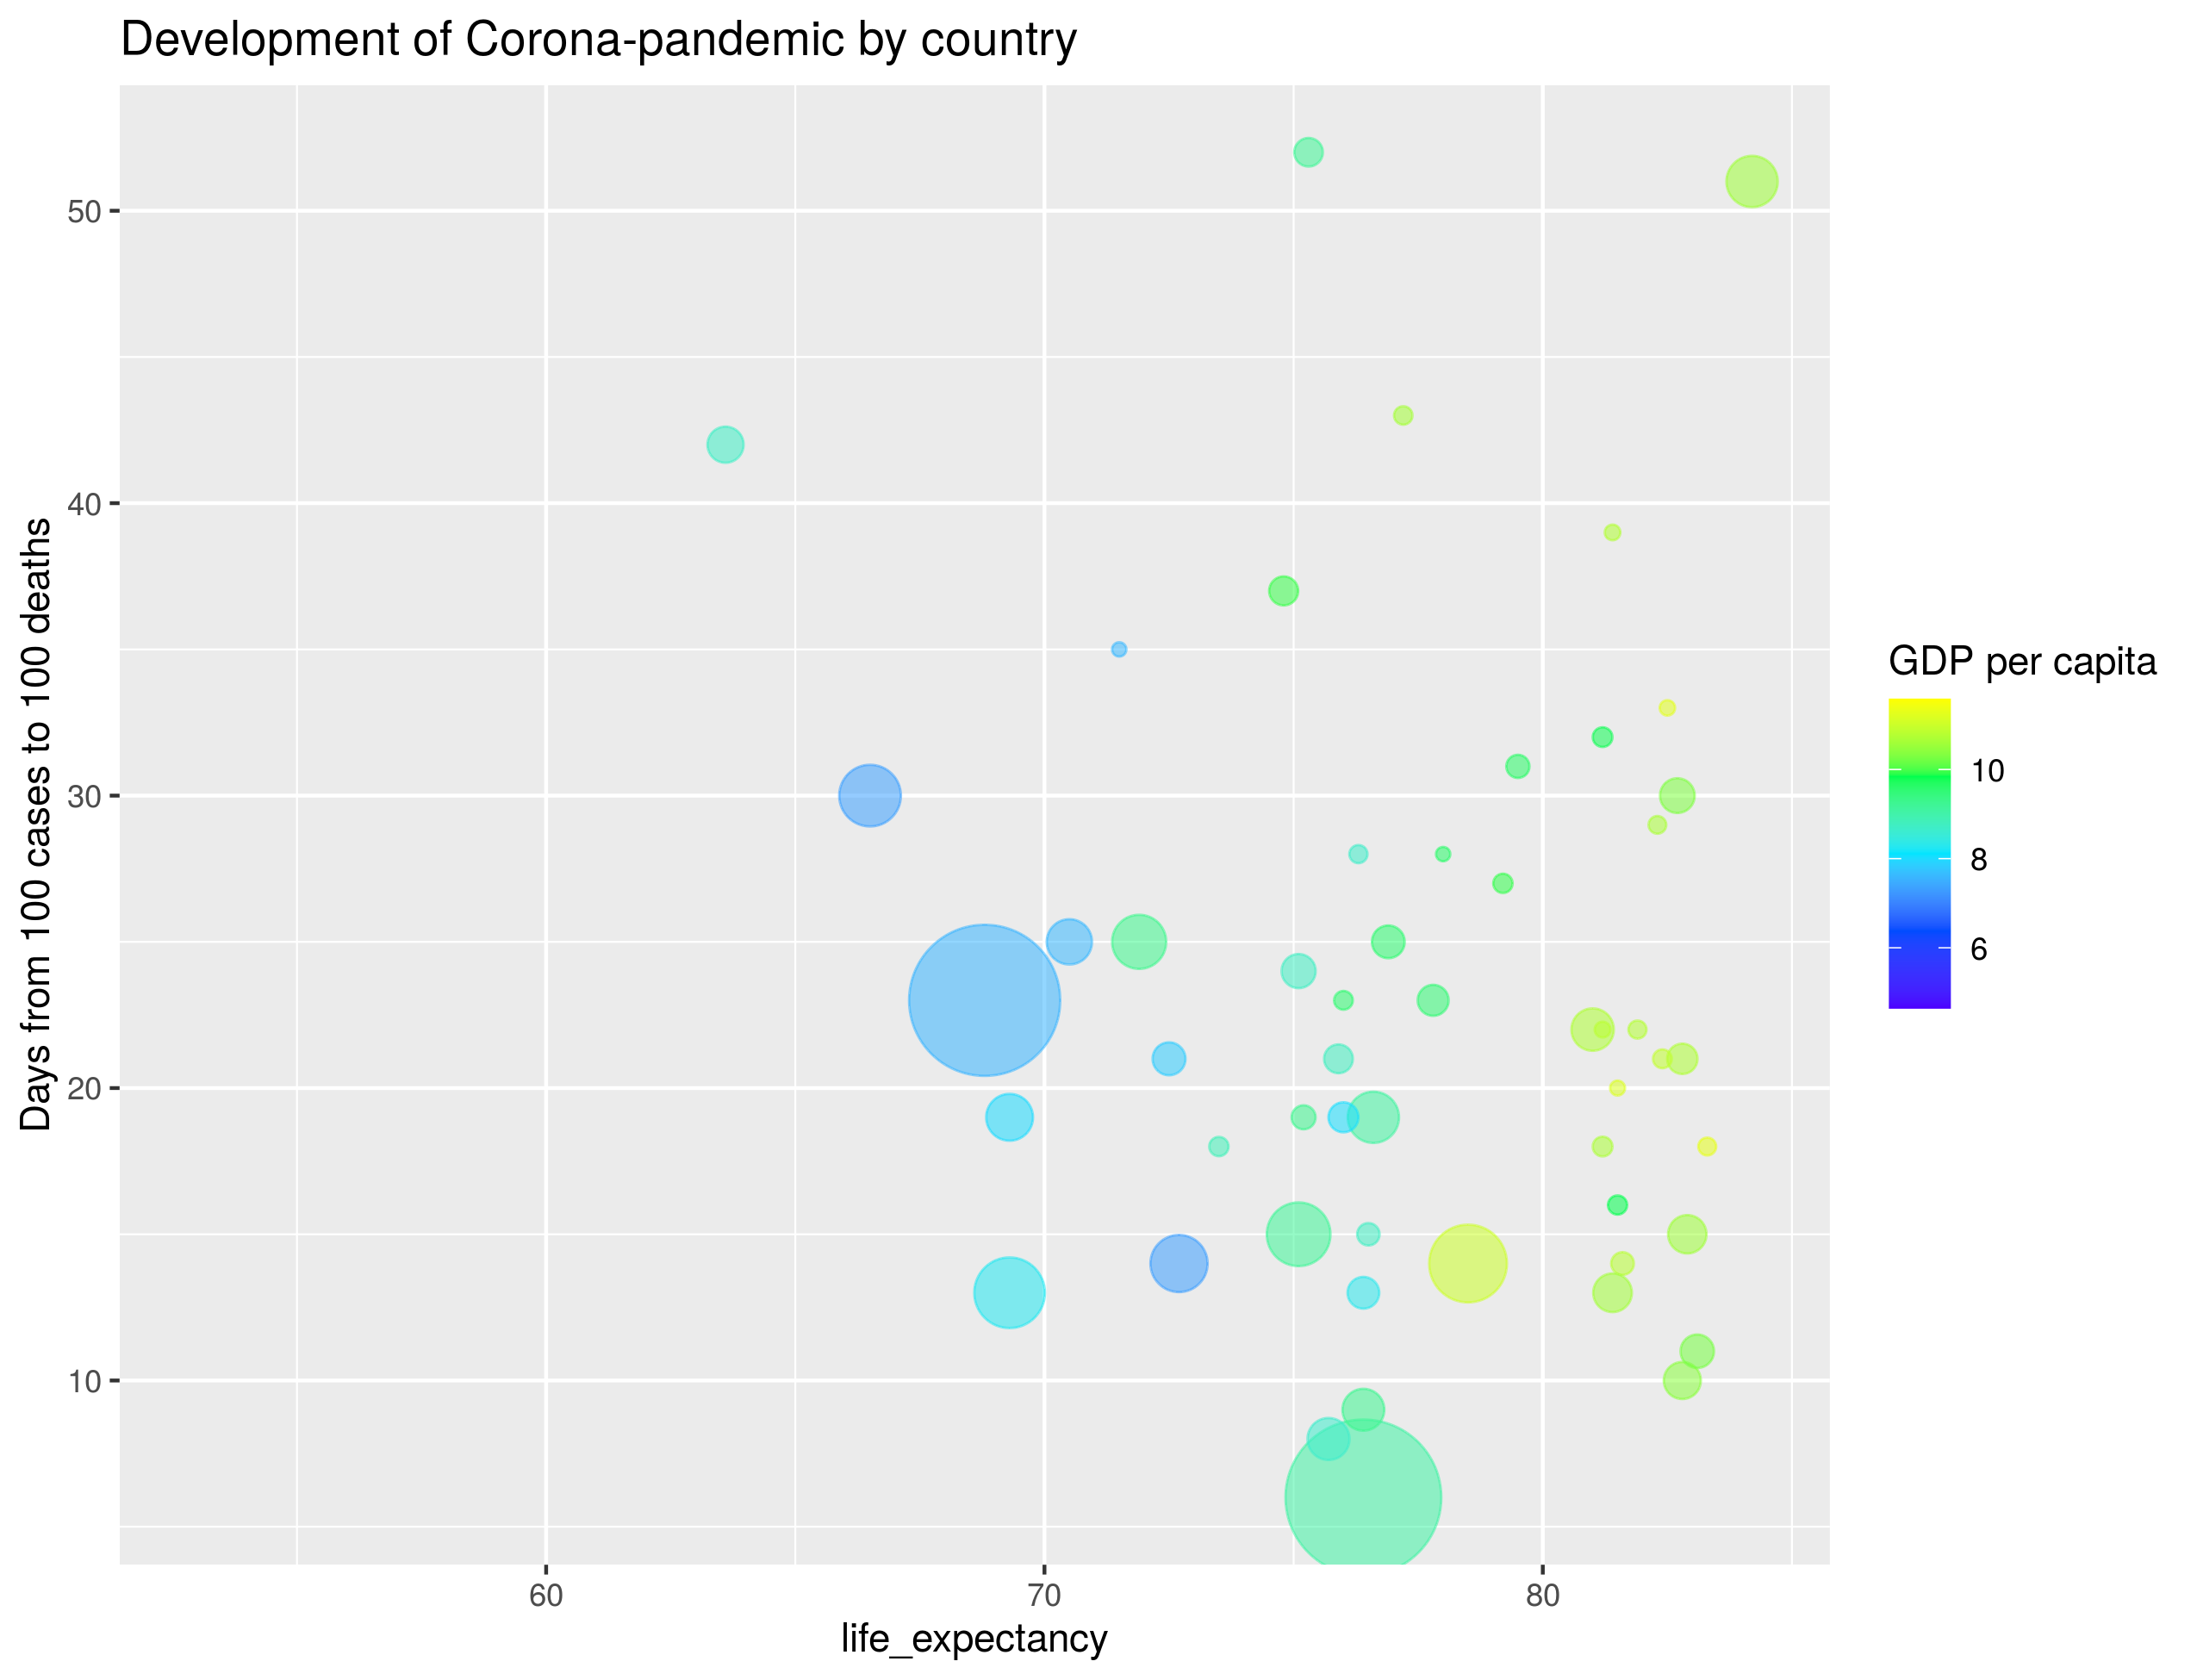 Development of Corona-pandemic by country
Days from 100 cases to 100 deaths
50
40
30
20
10
60
70
80
life_expectancy
GDP per capita
10
8
6